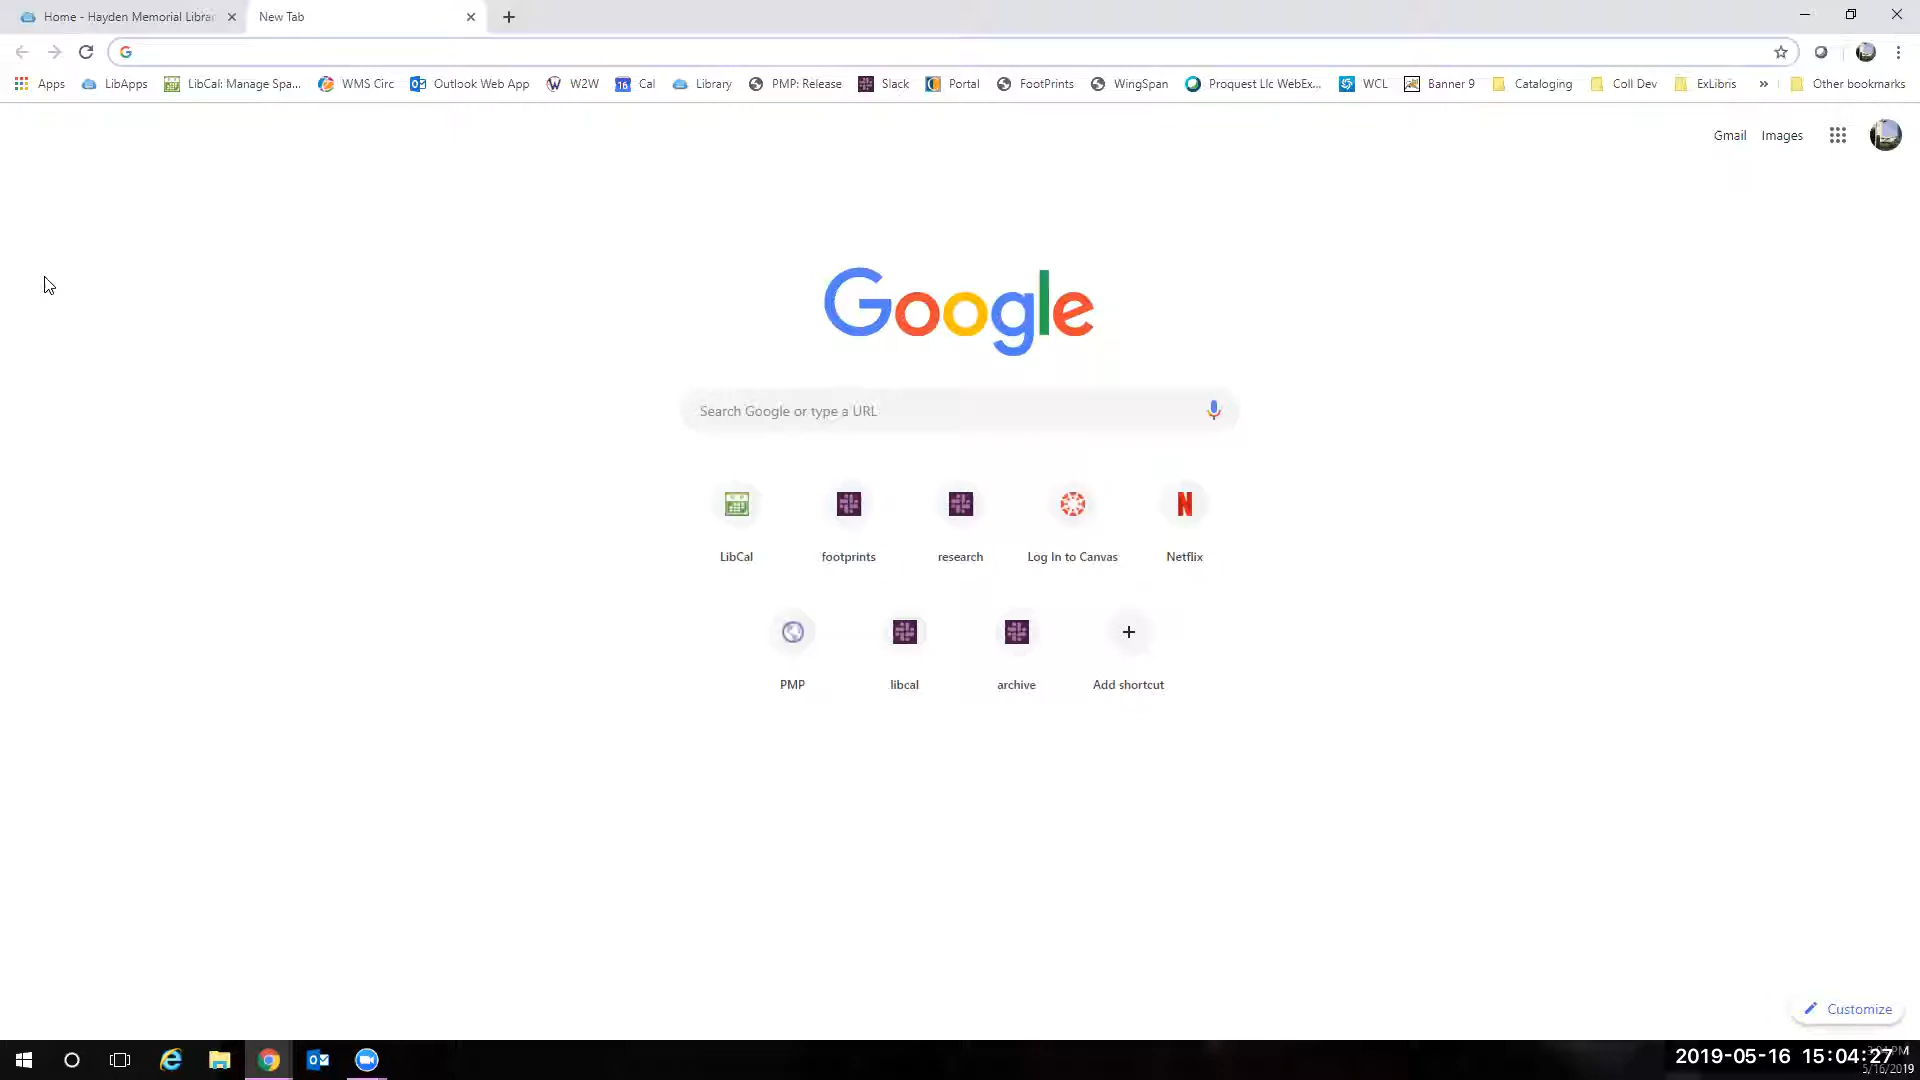 Home - Hayden Memorial Librar
New Tab
Apps LibApps LibCal: Manage Spa... WMS Circ Outlook Web App W2W 16 Cal Library PMP: Release Slack Portal FootPrints WingSpan Proquest Llc WebEx... WCL Banner 9 Cataloging Coll Dev ExLibris » Other bookmarks
Gmail Images
Google
Search Google or type a URL
LibCal footprints research Log In to Canvas Netflix
PMP libcal archive Add shortcut
Customize
2019-05-16 15:04:27
5/16/2019